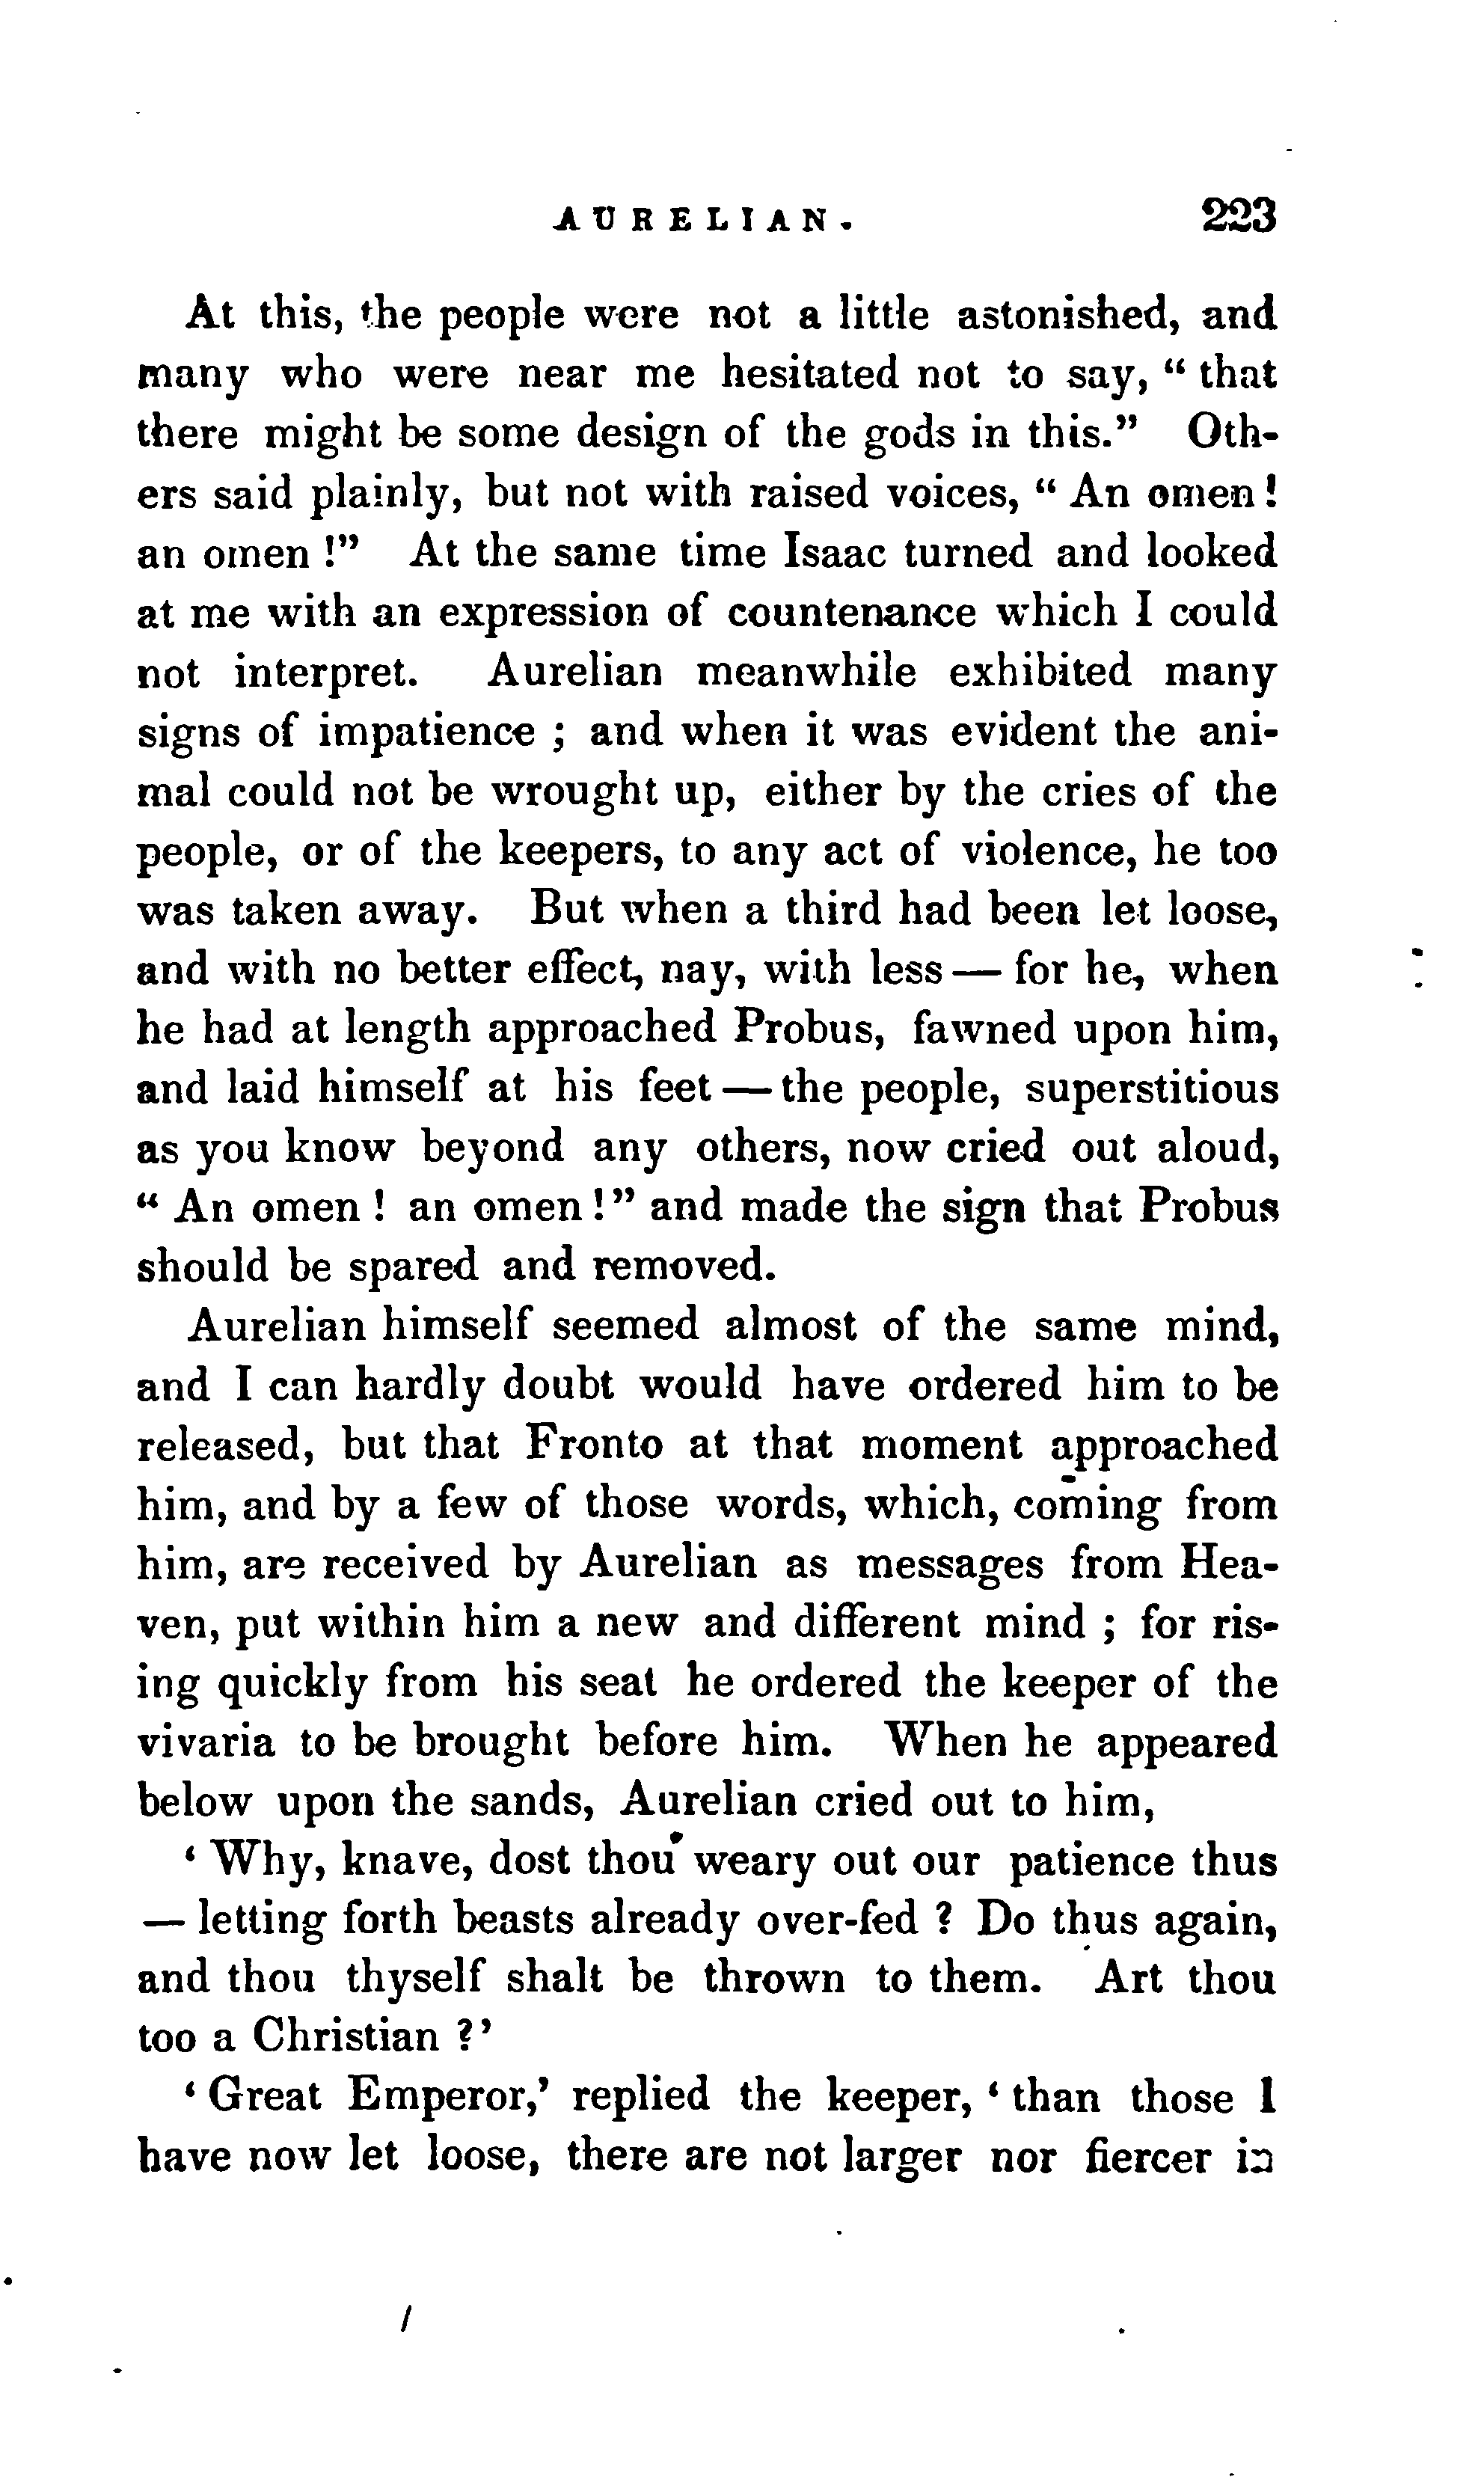 AURELIAN. 223
At this, the people were not a little astonished, and
many who were near me hesitated not to say, “ that
there might be some design of the gods in this.” Oth-
ers said plainly, but not with raised voices, “ An omen !
an omen !” At the same time Isaac turned and looked
at me with an expression of countenance which I could
not interpret. Aurelian meanwhile exhibited many
signs of impatience ; and when it was evident the ani-
mal could not be wrought up, either by the cries of the
people, or of the keepers, to any act of violence, he too
was taken away. But when a third had been let loose,
and with no better effect, nay, with less — for he, when
he had at length approached Probus, fawned upon him,
and laid himself at his feet — the people, superstitious
as you know beyond any others, now cried out aloud,
“ An omen ! an omen !” and made the sign that Probus
should be spared and removed.
Aurelian himself seemed almost of the same mind,
and I can hardly doubt would have ordered him to be
released, but that Fronto at that moment approached
him, and by a few of those words, which, coming from
him, are received by Aurelian as messages from Hea-
ven, put within him a new and different mind ; for ris-
ing quickly from his seat he ordered the keeper of the
vivaria to be brought before him. When he appeared
below upon the sands, Aurelian cried out to him,
‘ Why, knave, dost thou weary out our patience thus
— letting forth beasts already over-fed ? Do thus again,
and thou thyself shalt be thrown to them. Art thou
too a Christian ?’
‘ Great Emperor,’ replied the keeper, ‘ than those I
have now let loose, there are not larger nor fiercer in